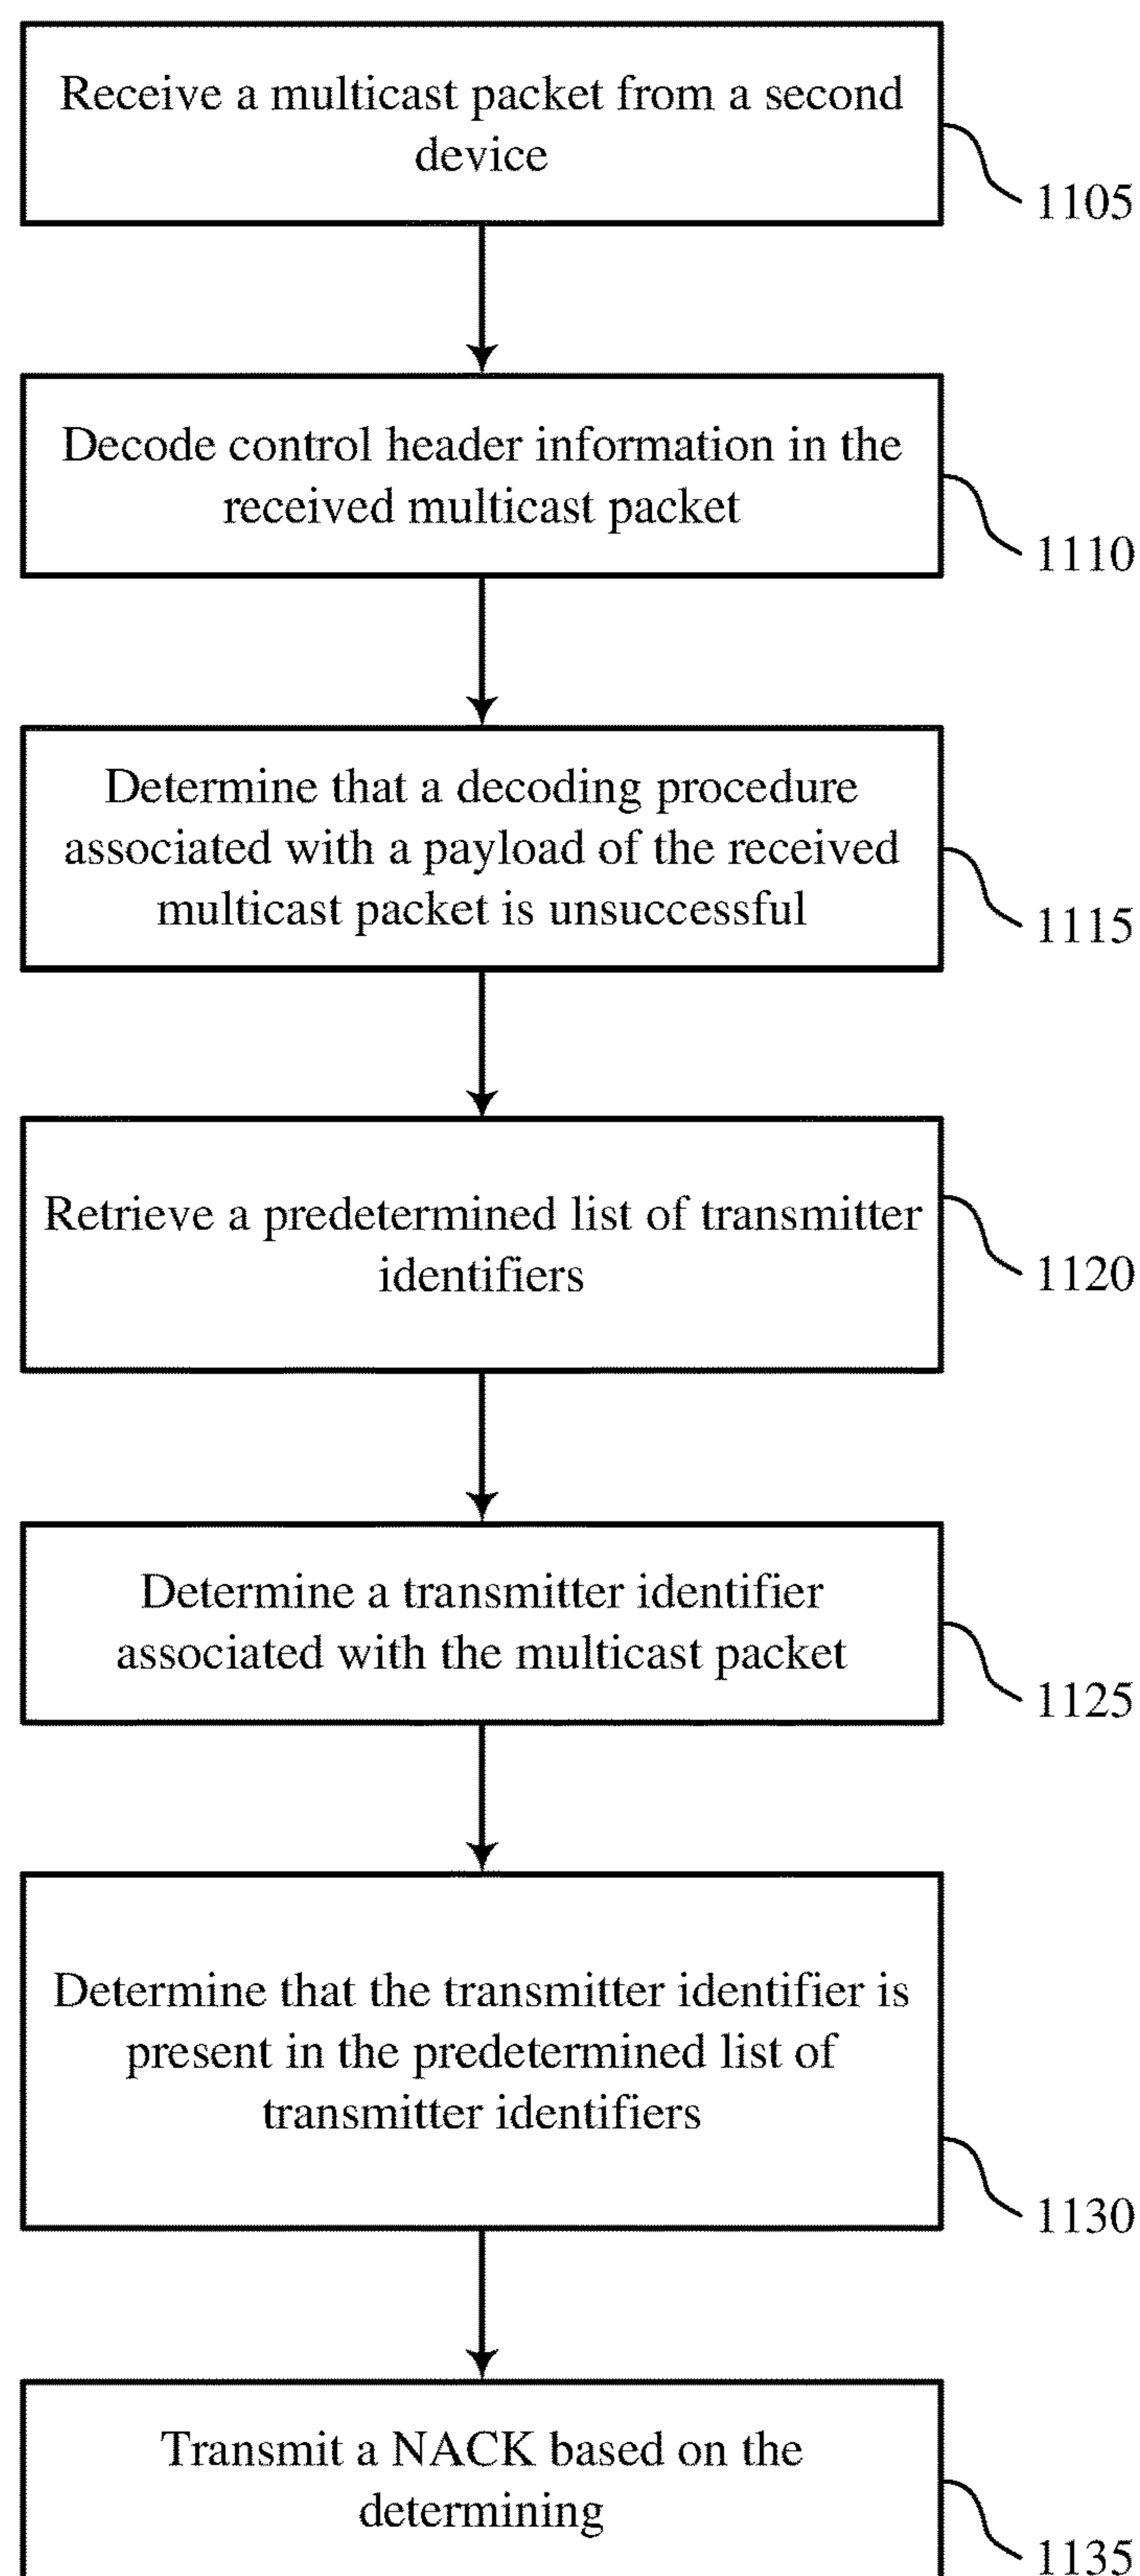 Receive a multicast packet from a second
device
1105
Decode control header information in the
received multicast packet
1110
Determine that a decoding procedure
associated with a payload of the received
multicast packet is unsuccessful
1115
Retrieve a predetermined list of transmitter
identifiers
1120
Determine a transmitter identifier
associated with the multicast packet
1125
Determine that the transmitter identifier is
present in the predetermined list of
transmitter identifiers
1130
Transmit a NACK based on the
determining
1135